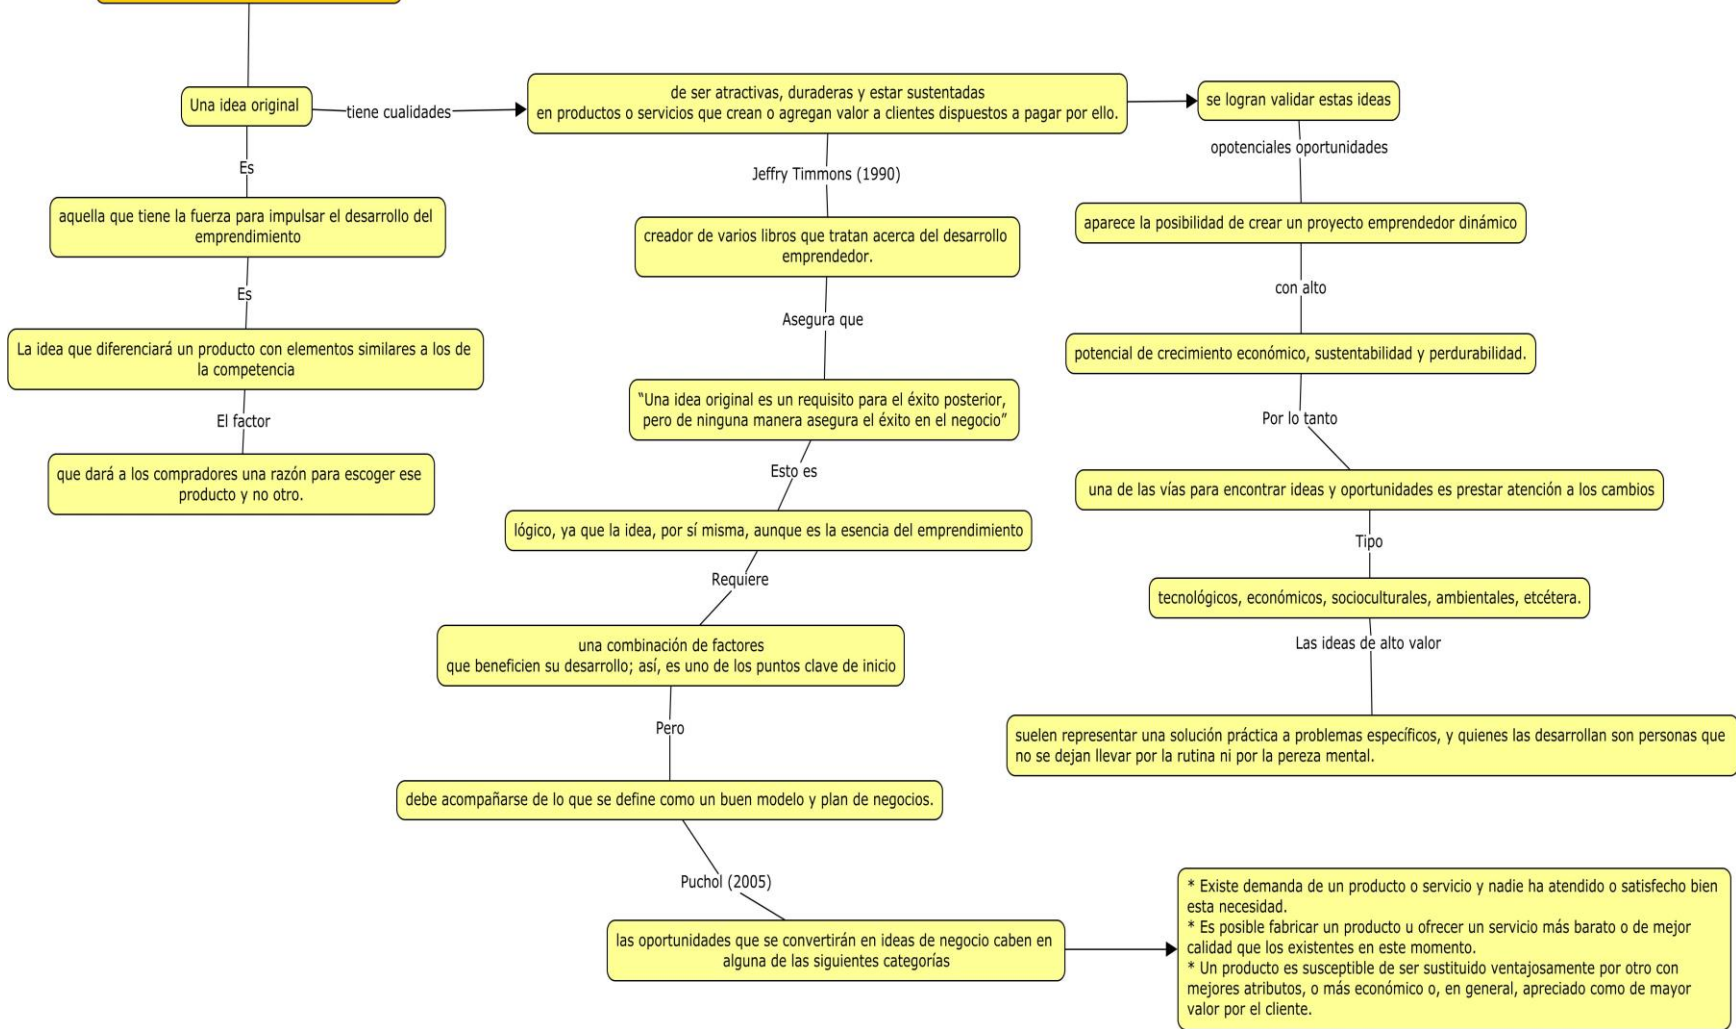 Una idea original
tiene cualidades
de ser atractivas, duraderas y estar sustentadas
en productos o servicios que crean o agregan valor a clientes dispuestos a pagar por ello.
se logran validar estas ideas
Es
aquella que tiene la fuerza para impulsar el desarrollo del
emprendimiento
Es
La idea que diferenciará un producto con elementos similares a los de
la competencia
El factor
que dará a los compradores una razón para escoger ese
producto y no otro.
Jeffry Timmons (1990)
creador de varios libros que tratan acerca del desarrollo
emprendedor.
Asegura que
“Una idea original es un requisito para el éxito posterior,
pero de ninguna manera asegura el éxito en el negocio”
Esto es
lógico, ya que la idea, por sí misma, aunque es la esencia del emprendimiento
Requiere
una combinación de factores
que beneficien su desarrollo; así, es uno de los puntos clave de inicio
Pero
debe acompañarse de lo que se define como un buen modelo y plan de negocios.
Puchol (2005)
las oportunidades que se convertirán en ideas de negocio caben en
alguna de las siguientes categorías
* Existe demanda de un producto o servicio y nadie ha atendido o satisfecho bien
esta necesidad.
* Es posible fabricar un producto u ofrecer un servicio más barato o de mejor
calidad que los existentes en este momento.
* Un producto es susceptible de ser sustituido ventajosamente por otro con
mejores atributos, o más económico o, en general, apreciado como de mayor
valor por el cliente.
opotenciales oportunidades
aparece la posibilidad de crear un proyecto emprendedor dinámico
con alto
potencial de crecimiento económico, sustentabilidad y perdurabilidad.
Por lo tanto
una de las vías para encontrar ideas y oportunidades es prestar atención a los cambios
Tipo
tecnológicos, económicos, socioculturales, ambientales, etcétera.
Las ideas de alto valor
suelen representar una solución práctica a problemas específicos, y quienes las desarrollan son personas que
no se dejan llevar por la rutina ni por la pereza mental.